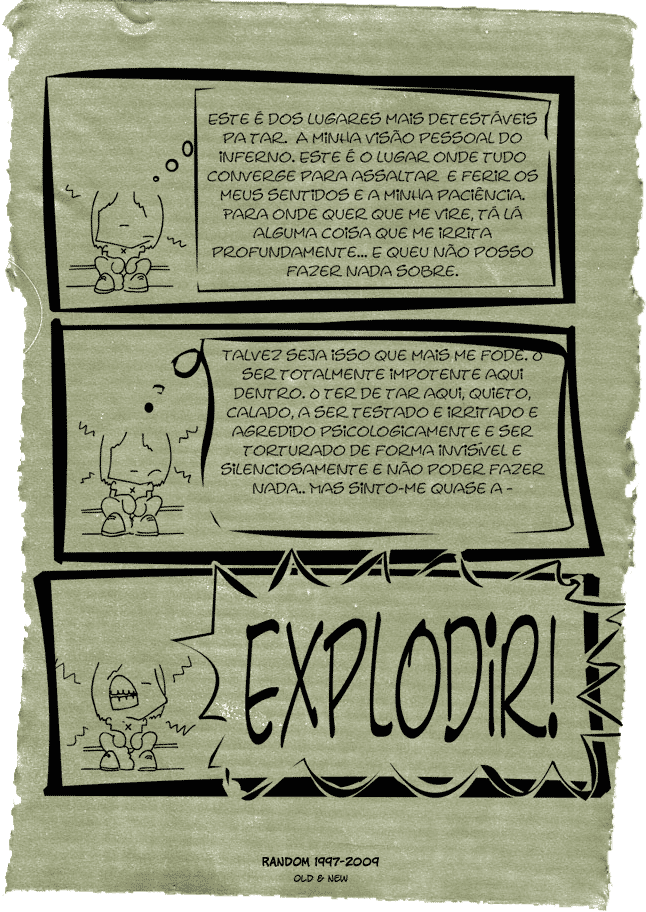 ESTE É DOS LUGARES MAIS DETESTÁVEIS
PA TAR. A MINHA VISÃO PESSOAL DO
INFERNO. ESTE É O LUGAR ONDE TUDO
CONVERGE PARA ASSALTAR E FERIR OS
MEUS SENTIDOS E A MINHA PACIÊNCIA.
PARA ONDE QUER QUE ME VIRE, TÁ LÁ
ALGUMA COISA QUE ME IRRITA
PROFUNDAMENTE... E QUEU NÃO POSSO
FAZER NADA SOBRE.
TALVEZ SEJA ISSO QUE MAIS ME FODE. O
SER TOTALMENTE IMPOTENTE AQUI
DENTRO. O TER DE TAR AQUI, QUIETO,
CALADO, A SER TESTADO E IRRITADO E
AGREDIDO PSICOLOGICAMENTE E SER
TORTURADO DE FORMA INVISÍVEL E
SILENCIOSAMENTE E NÃO PODER FAZER
NADA.. MAS SINTO-ME QUASE A -
EXPLODIR!
RANDOM 1997-2009
OLD & NEW